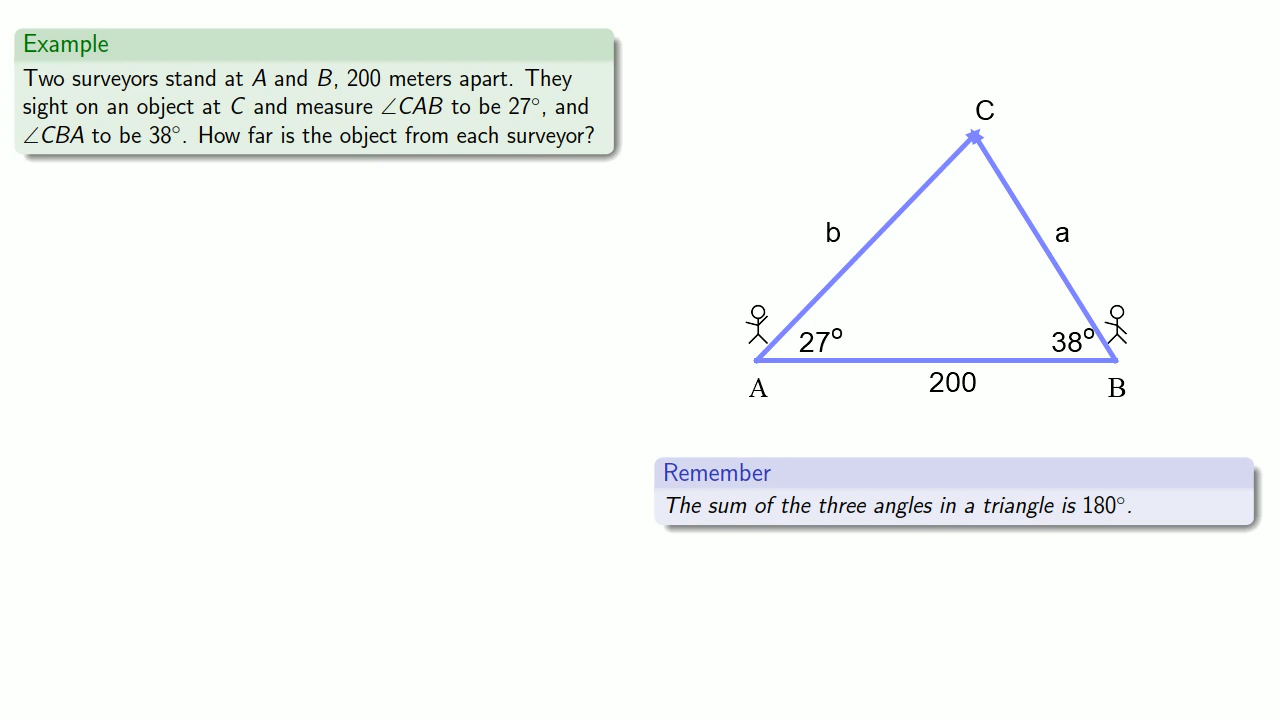 Example
Two surveyors stand at A and B, 200 meters apart. They
sight on an object at C and measure ∠CAB to be 27°, and
∠CBA to be 38°. How far is the object from each surveyor?
C
b
a
27°
38°
200
A
B
Remember
The sum of the three angles in a triangle is 180°.